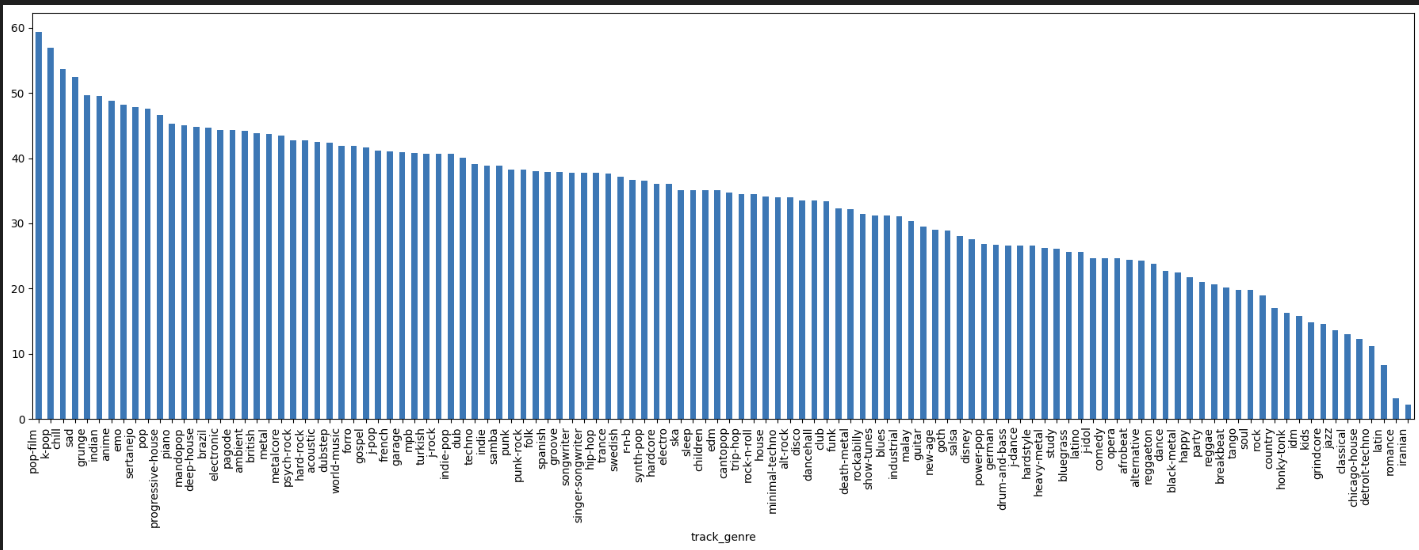 60
50
40
30
20
10
0
pop-film
k-pop
chill
sad
grunge
indian
anime
emo
sertanejo
pop
progressive-house
piano
mandopop
deep-house
brazil
electronic
pagode
ambient
british
metal
metalcore
psych-rock
hard-rock
acoustic
dubstep
world-music
forro
gospel
j-pop
french
garage
mpb
turkish
j-rock
indie-pop
dub
techno
indie
samba
punk
punk-rock
folk
spanish
groove
songwriter
singer-songwriter
hip-hop
trance
swedish
r-n-b
synth-pop
hardcore
electro
ska
sleep
children
edm
cantopop
trip-hop
rock-n-roll
house
minimal-techno
alt-rock
disco
dancehall
club
funk
death-metal
rockabilly
show-tunes
blues
industrial
malay
guitar
new-age
goth
salsa
disney
power-pop
german
drum-and-bass
j-dance
hardstyle
heavy-metal
study
bluegrass
latino
j-idol
comedy
opera
afrobeat
alternative
reggaeton
dance
black-metal
happy
party
reggae
breakbeat
tango
soul
rock
country
honky-tonk
idm
kids
grindcore
jazz
classical
chicago-house
detroit-techno
latin
romance
iranian
track_genre